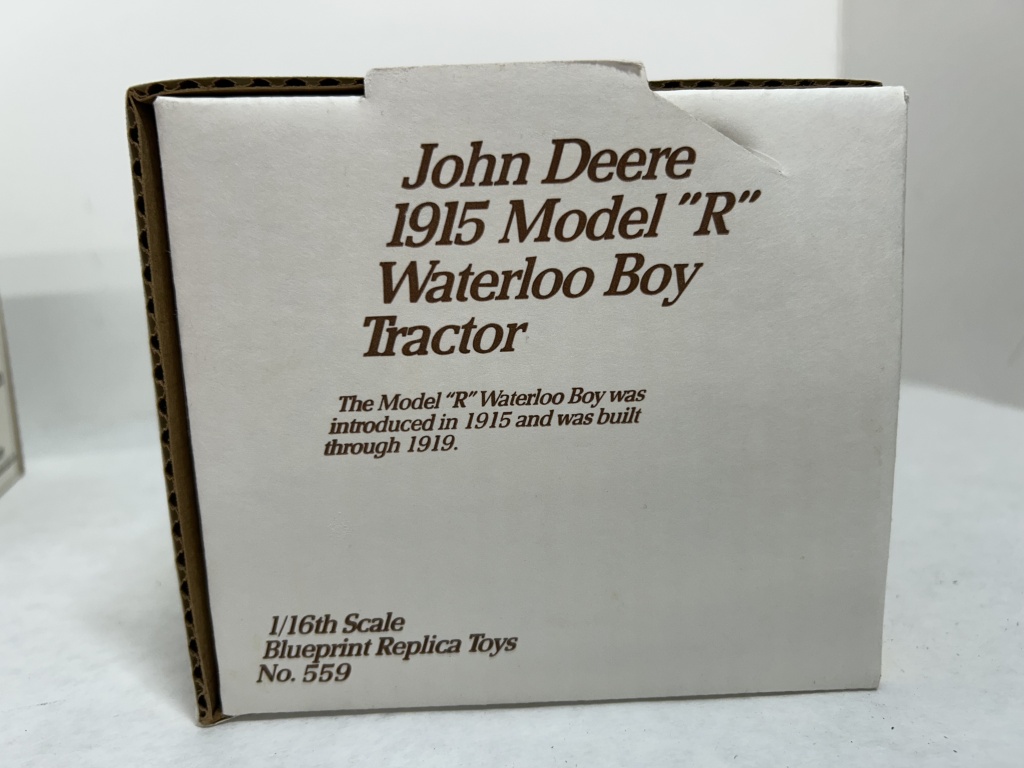 John Deere
1915 Model "R"
Waterloo Boy
Tractor
The Model "R" Waterloo Boy was
introduced in 1915 and was built
through 1919.
1/16th Scale
Blueprint Replica Toys
No. 559